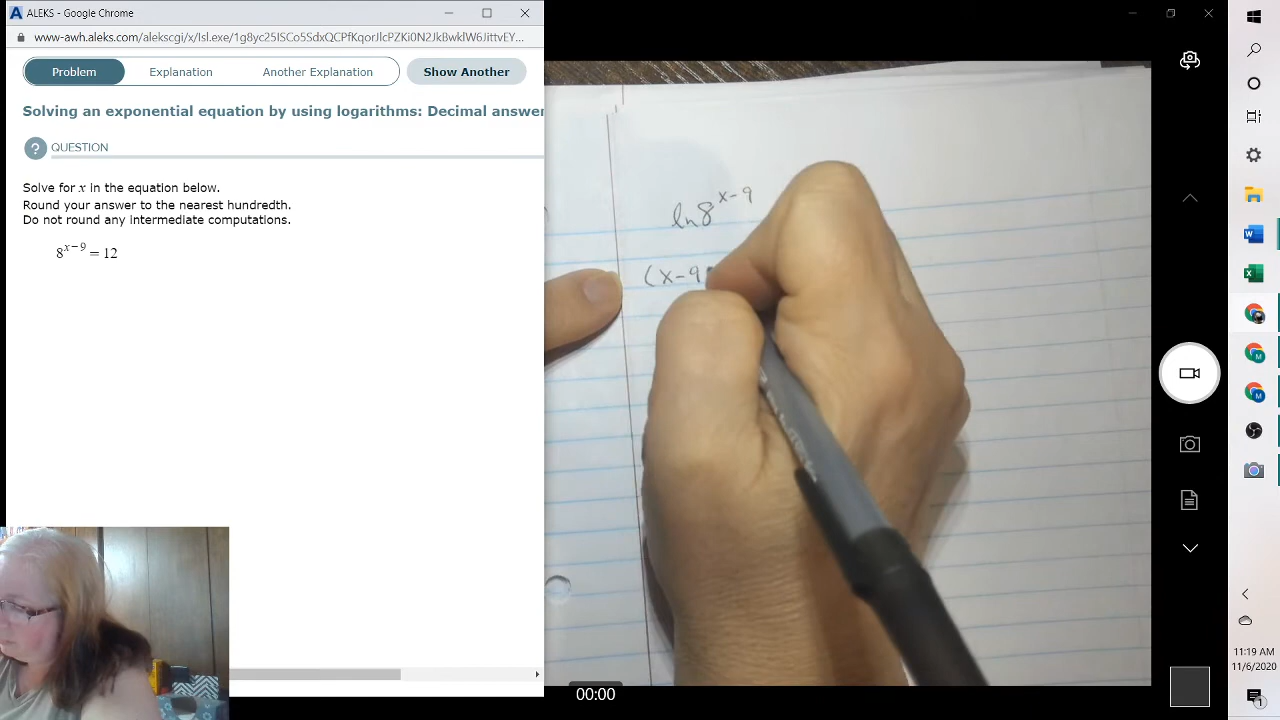 ALEKS - Google Chrome
www-awh.aleks.com/alekscgi/x/Isl.exe/1g8yc25ISCo5SdxQCPfKqorJlcPZKi0N2JkBwklW6JittvEY...
Problem Explanation Another Explanation Show Another
Solving an exponential equation by using logarithms: Decimal answer
? QUESTION
Solve for x in the equation below.
Round your answer to the nearest hundredth.
Do not round any intermediate computations.
8^{x-9} = 12
ln 8^{x-9}
(x-9
00:00
11:19 AM
11/6/2020